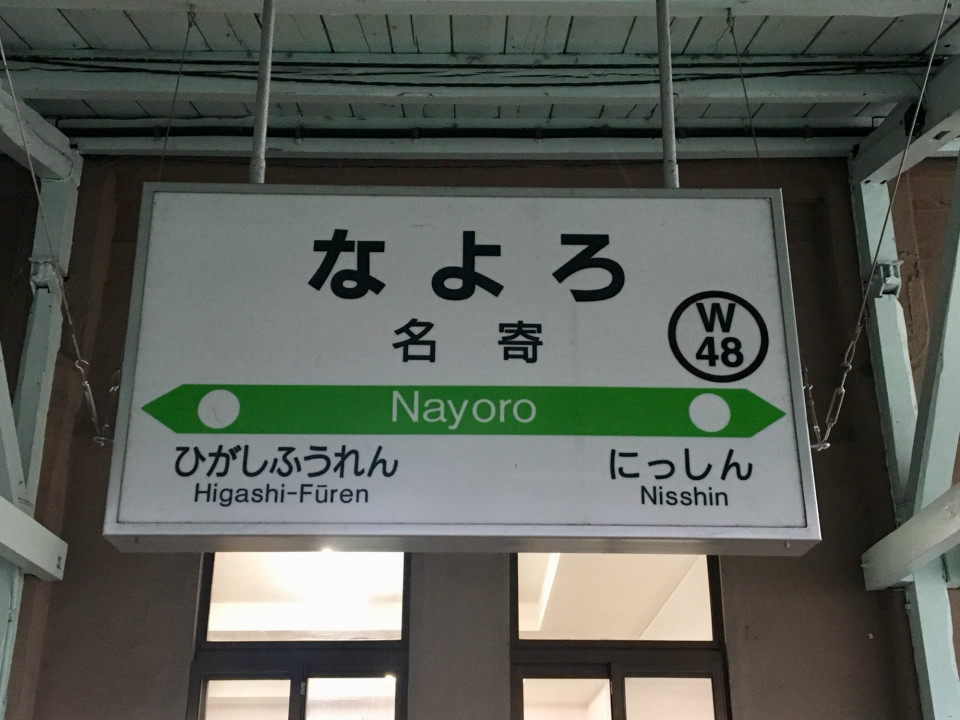 なよろ
名寄
W
48
Nayoro
ひがしふうれん
Higashi-Fūren
にっしん
Nisshin